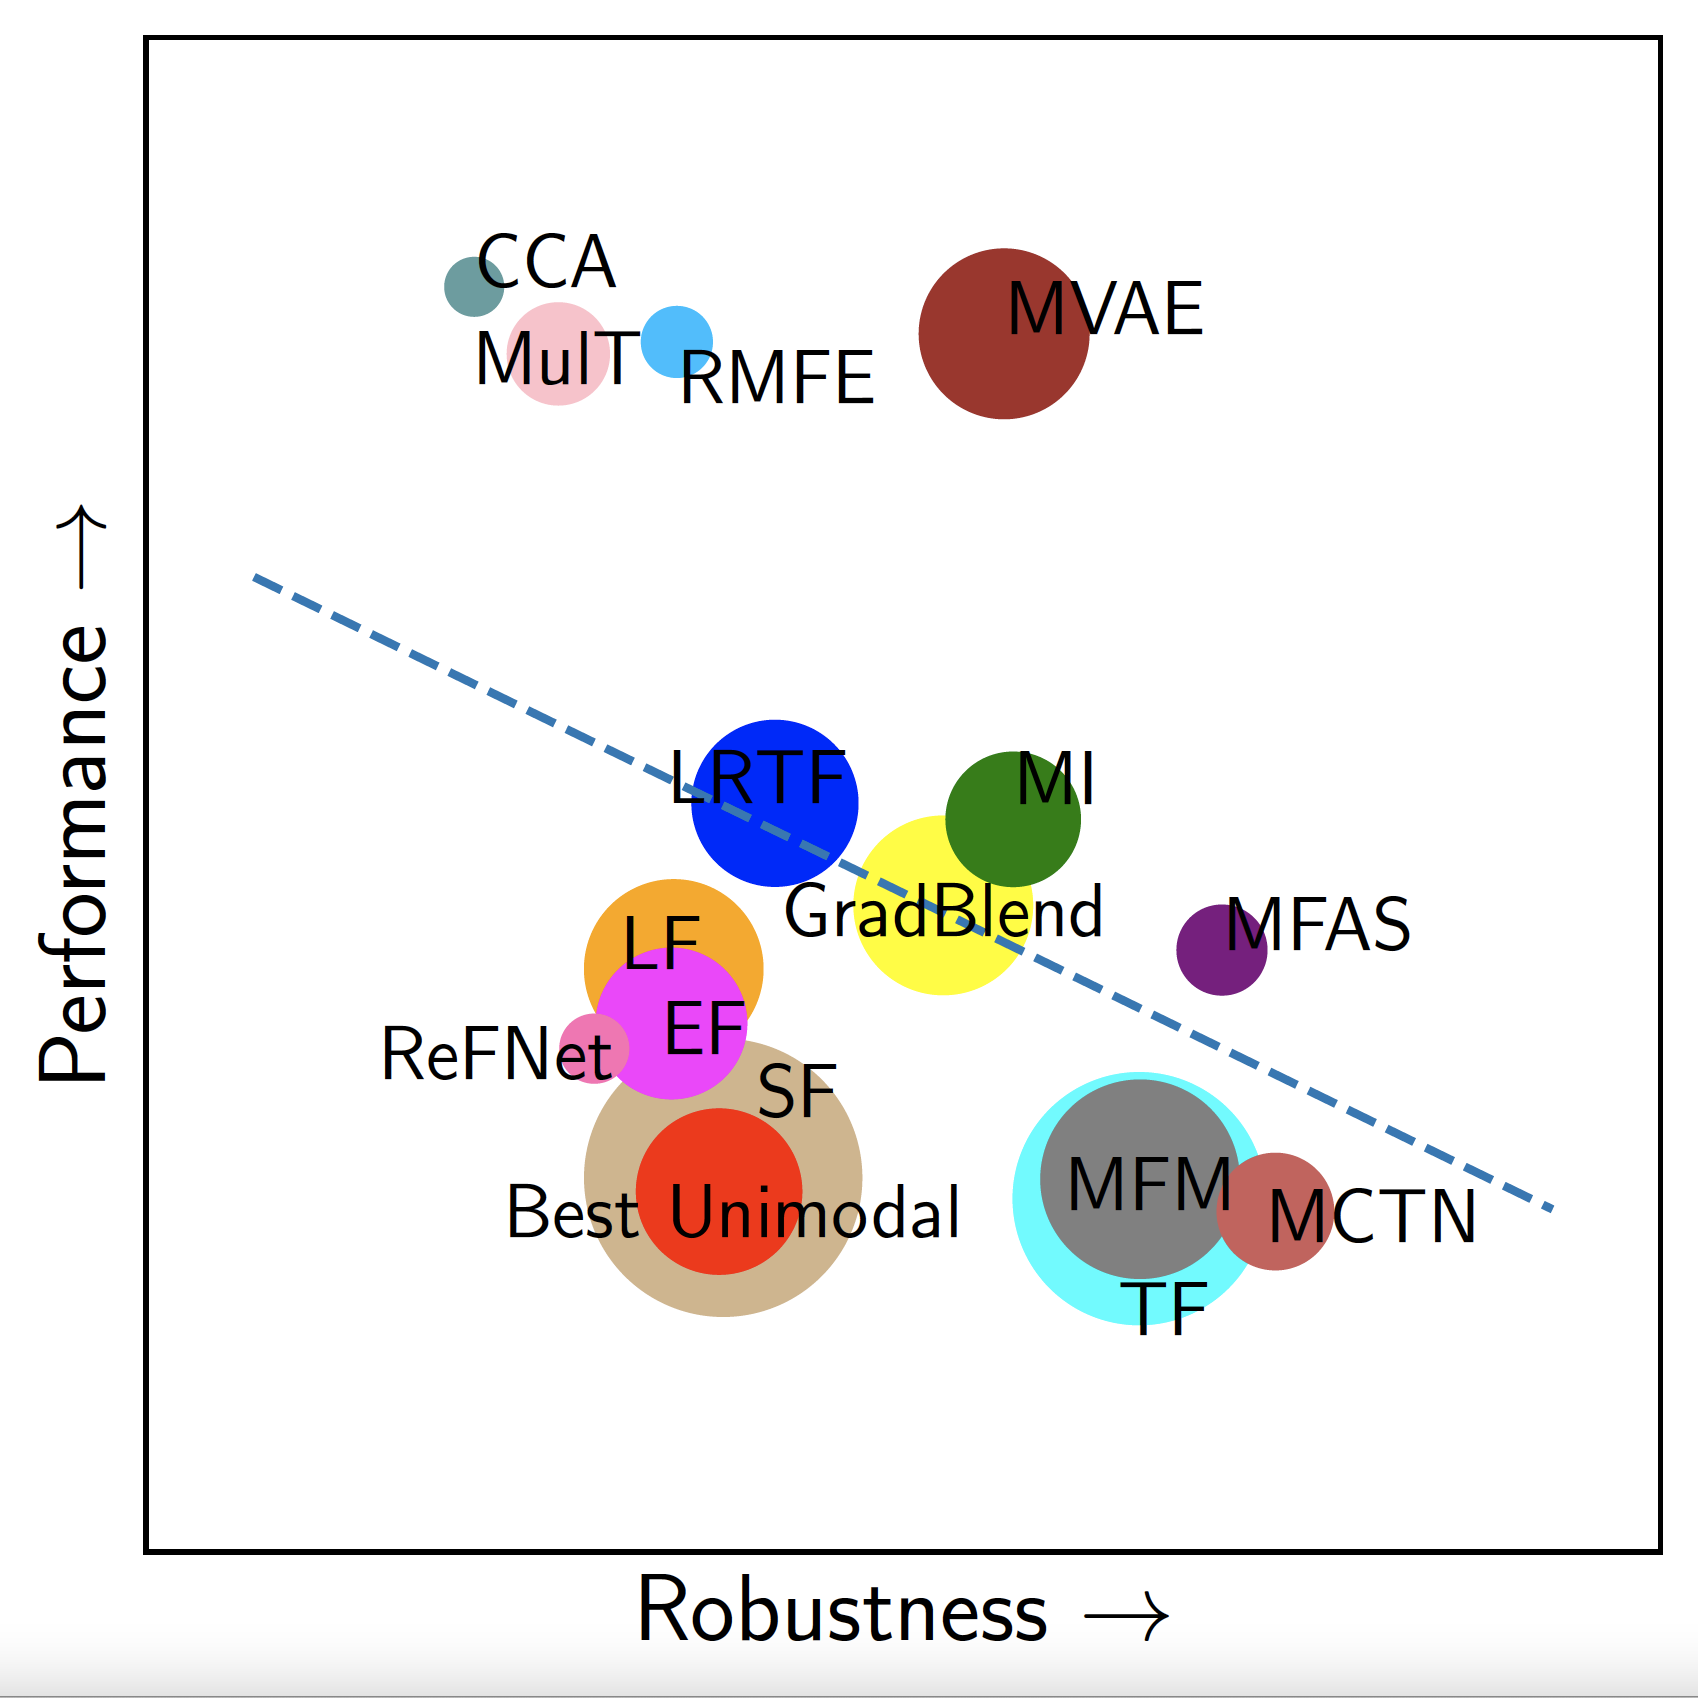 CCA
MVAE
MulT
RMFE
LRTF
MI
GradBlend
MFAS
LF
EF
ReFNet
SF
MFM
Best Unimodal
MCTN
TF
Performance →
Robustness →